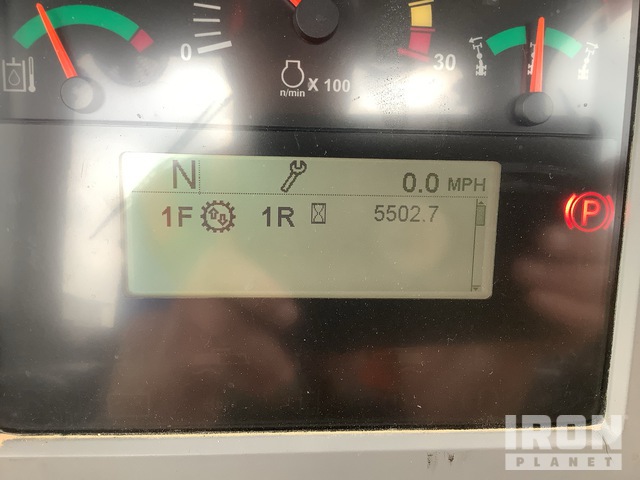 0
30
n/min X 100
N 0.0 MPH
1F 1R 5502.7
P
IRON
PLANET